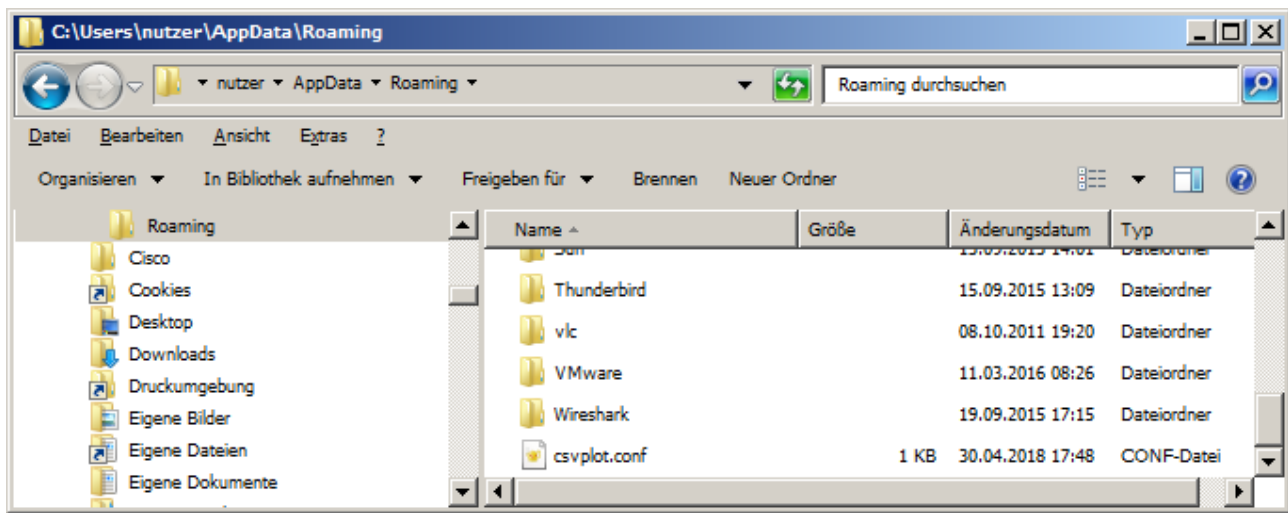 C:\Users\nutzer\AppData\Roaming
nutzer AppData Roaming
Roaming durchsuchen
Datei Bearbeiten Ansicht Extras ?
Organisieren In Bibliothek aufnehmen Freigeben für Brennen Neuer Ordner
Roaming
Cisco
Cookies
Desktop
Downloads
Druckumgebung
Eigene Bilder
Eigene Dateien
Eigene Dokumente
Name Größe Änderungsdatum Typ
Thunderbird 15.09.2015 13:09 Dateiordner
vlc 08.10.2011 19:20 Dateiordner
VMware 11.03.2016 08:26 Dateiordner
Wireshark 19.09.2015 17:15 Dateiordner
csvplot.conf 1 KB 30.04.2018 17:48 CONF-Datei